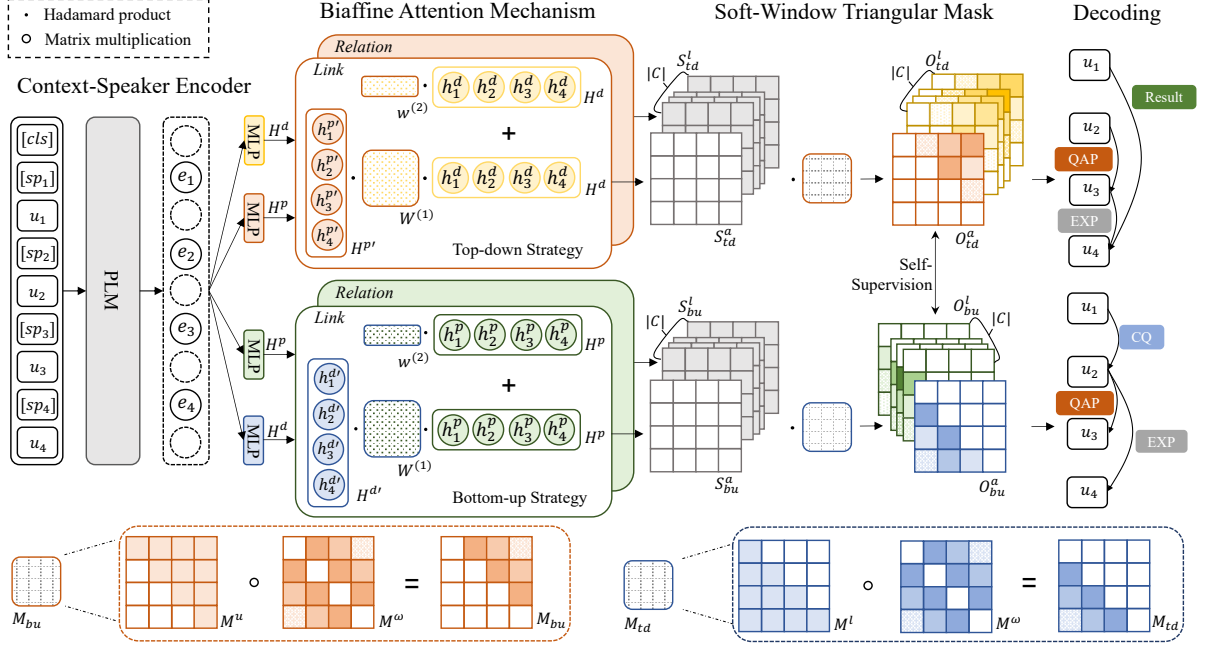 · Hadamard product
○ Matrix multiplication
Biaffine Attention Mechanism
Soft-Window Triangular Mask
Decoding
Context-Speaker Encoder
[cls]
[sp₁]
u₁
[sp₂]
u₂
[sp₃]
u₃
[sp₄]
u₄
PLM
e₁
e₂
e₃
e₄
MLP
H^d
MLP
H^p
MLP
H^p
MLP
H^d
Relation
Link
w^(2)
·
h₁^d h₂^d h₃^d h₄^d
H^d
+
h₁^p′
h₂^p′
h₃^p′
h₄^p′
H^p′
·
W^(1)
·
h₁^d h₂^d h₃^d h₄^d
H^d
Top-down Strategy
Relation
Link
w^(2)
·
h₁^p h₂^p h₃^p h₄^p
H^p
+
h₁^d′
h₂^d′
h₃^d′
h₄^d′
H^d′
·
W^(1)
·
h₁^p h₂^p h₃^p h₄^p
H^p
Bottom-up Strategy
|C|
S_td^l
S_td^a
·
|C|
O_td^l
O_td^a
Self-
Supervision
|C|
S_bu^l
S_bu^a
·
O_bu^l
|C|
O_bu^a
u₁
Result
u₂
QAP
u₃
EXP
u₄
u₁
CQ
u₂
QAP
u₃
EXP
u₄
M_bu
M^u
○
M^ω
=
M_bu
M_td
M^l
○
M^ω
=
M_td